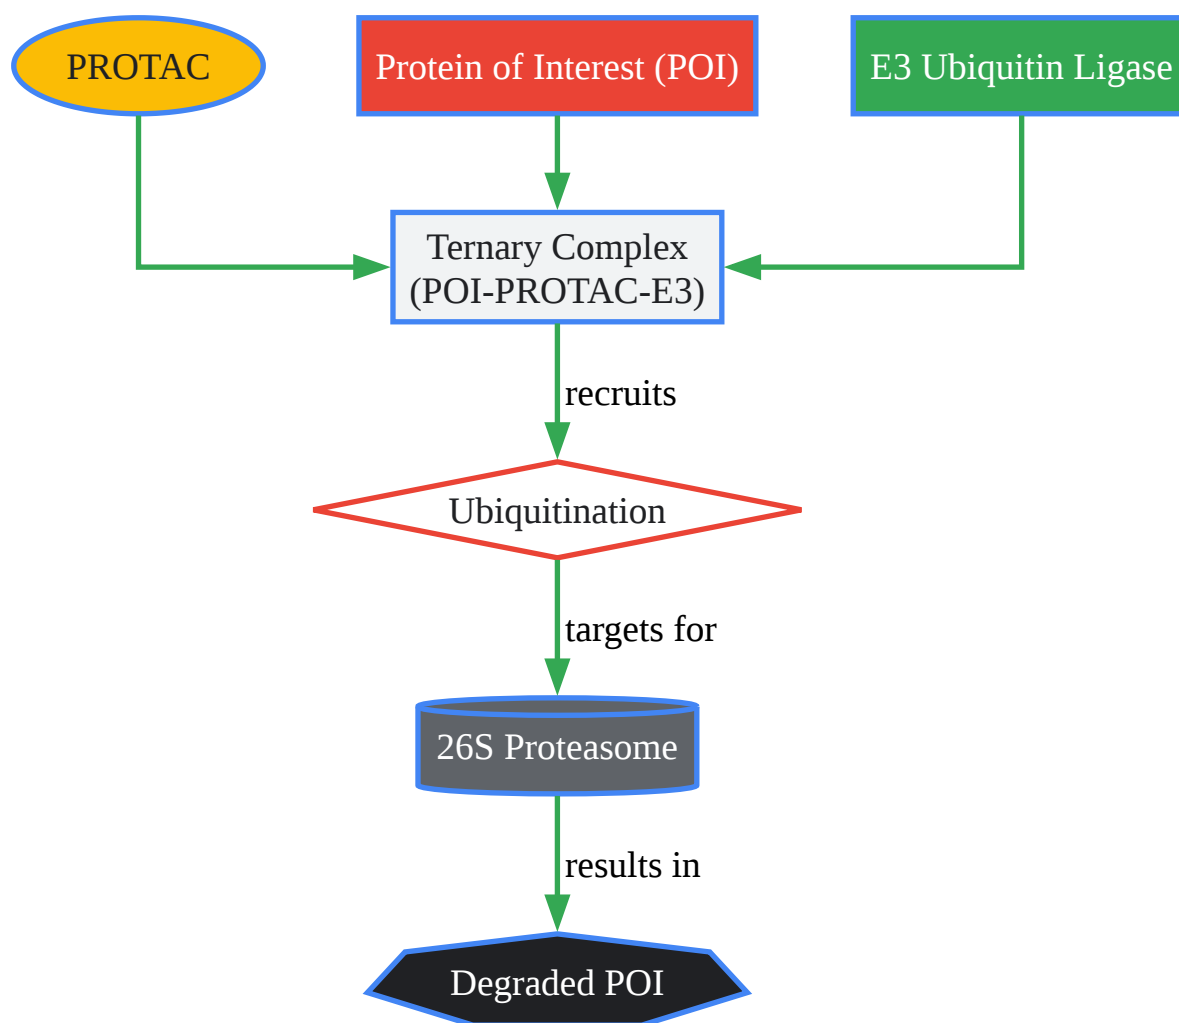 PROTAC
Protein of Interest (POI)
E3 Ubiquitin Ligase
Ternary Complex
(POI-PROTAC-E3)
recruits
Ubiquitination
targets for
26S Proteasome
results in
Degraded POI